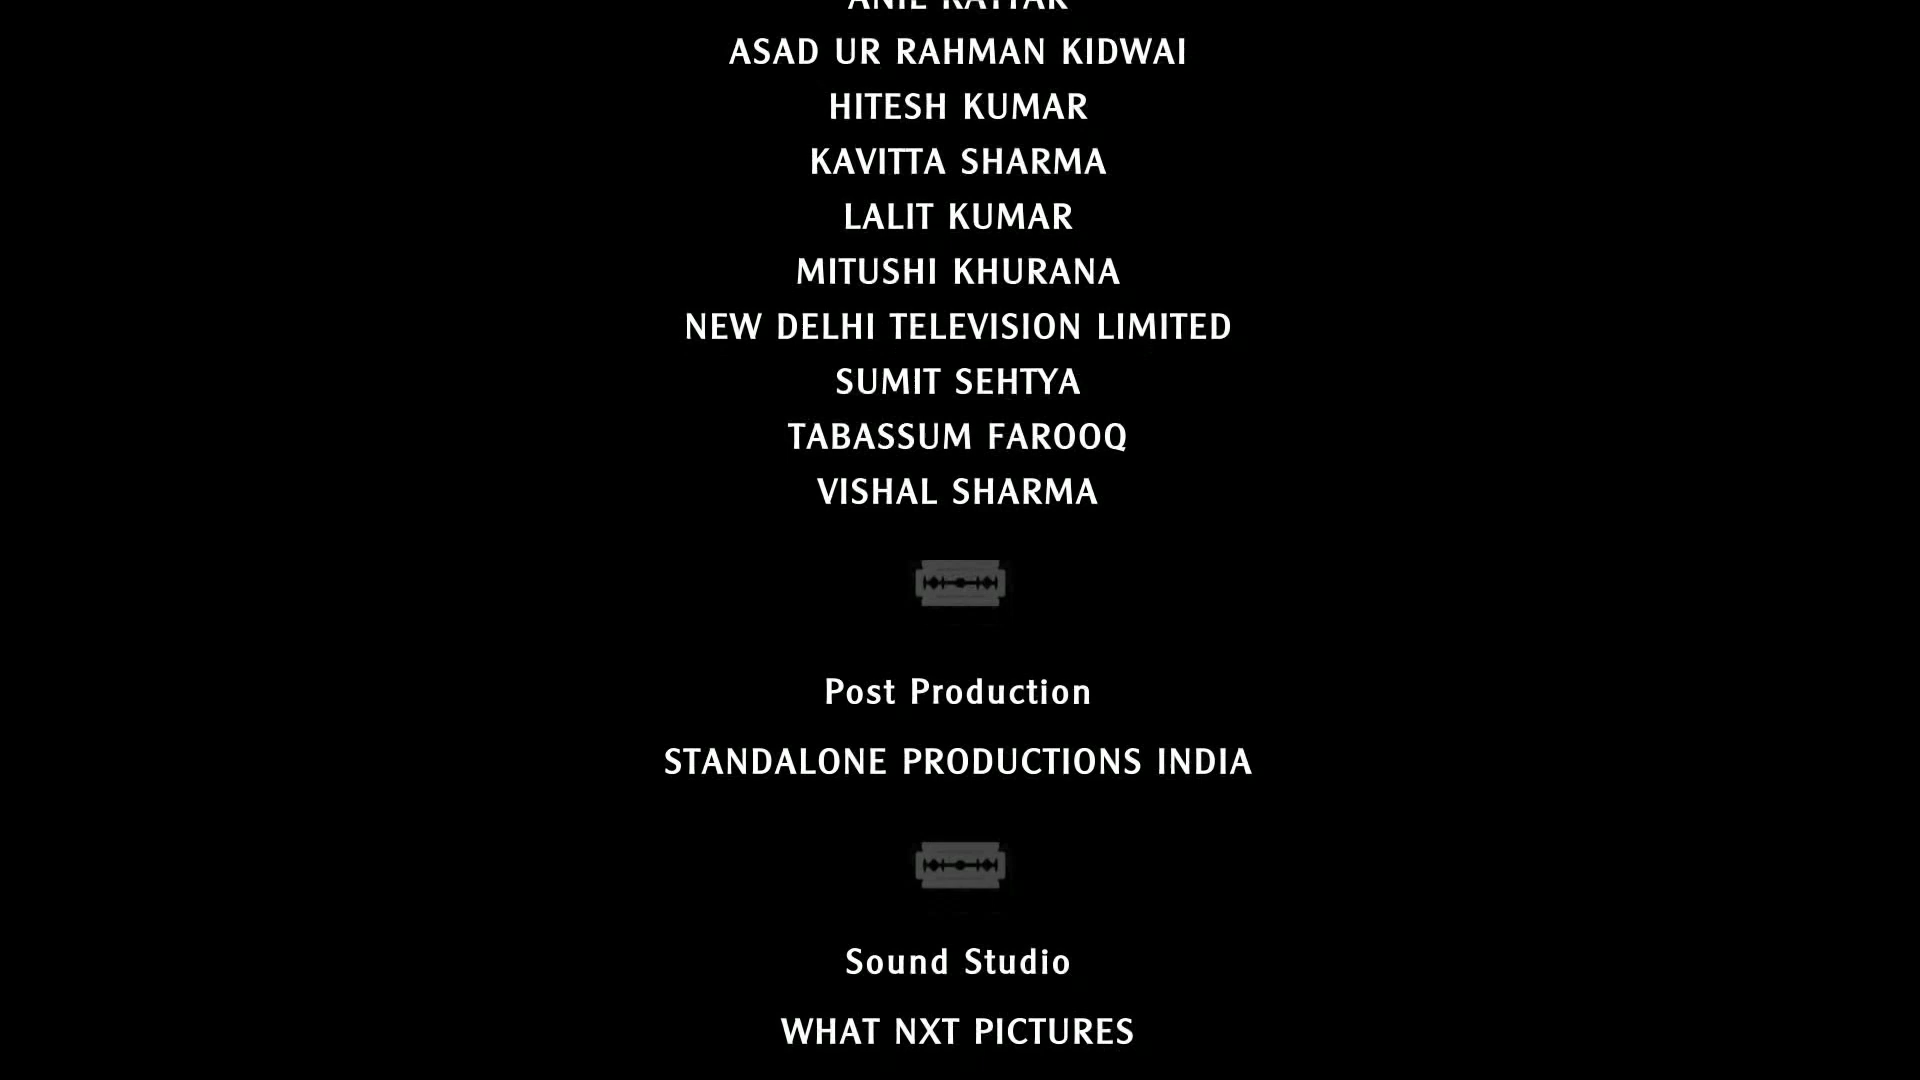 ANIL
ASAD UR RAHMAN KIDWAI
HITESH KUMAR
KAVITTA SHARMA
LALIT KUMAR
MITUSHI KHURANA
NEW DELHI TELEVISION LIMITED
SUMIT SEHTYA
TABASSUM FAROOQ
VISHAL SHARMA
Post Production
STANDALONE PRODUCTIONS INDIA
Sound Studio
WHAT NXT PICTURES